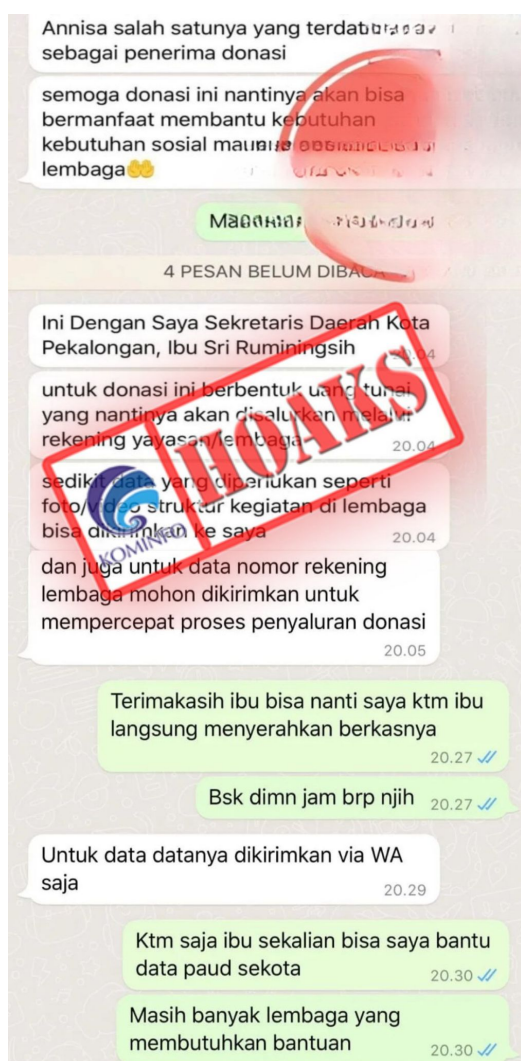 Annisa salah satunya yang
sebagai penerima donasi
semoga donasi ini nantinya akan bisa
bermanfaat membantu kebutuhan
kebutuhan sosial
lembaga🤲
4 PESAN BELUM DIBACA
Ini Dengan Saya Sekretaris Daerah Kota
Pekalongan, Ibu Sri Ruminingsih
20.04
untuk donasi ini berbentuk uang tunai
yang nantinya akan disalurkan melalui
rekening yayasan/lembaga
20.04
HOAKS
KOMINFO
sedikit data yang diperlukan seperti
foto/video struktur kegiatan di lembaga
bisa dikirimkan ke saya
20.04
dan juga untuk data nomor rekening
lembaga mohon dikirimkan untuk
mempercepat proses penyaluran donasi
20.05
Terimakasih ibu bisa nanti saya ktm ibu
langsung menyerahkan berkasnya
20.27
Bsk dimn jam brp njih 20.27
Untuk data datanya dikirimkan via WA
saja
20.29
Ktm saja ibu sekalian bisa saya bantu
data paud sekota
20.30
Masih banyak lembaga yang
membutuhkan bantuan
20.30